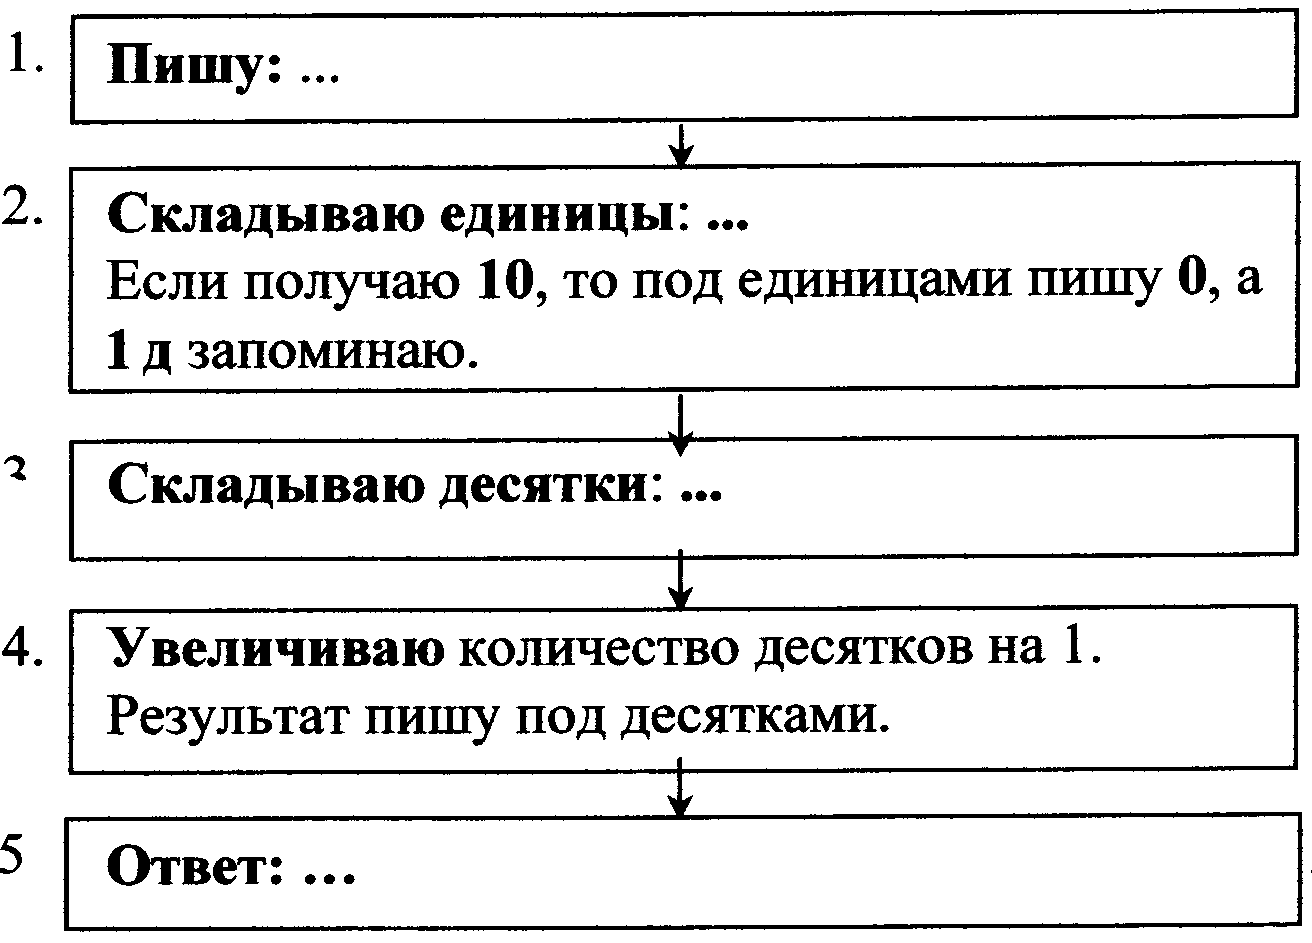 1. Пишу: ...
2. Складываю единицы: ...
Если получаю 10, то под единицами пишу 0, а
1 д запоминаю.
3 Складываю десятки: ...
4. Увеличиваю количество десятков на 1.
Результат пишу под десятками.
5 Ответ: ...